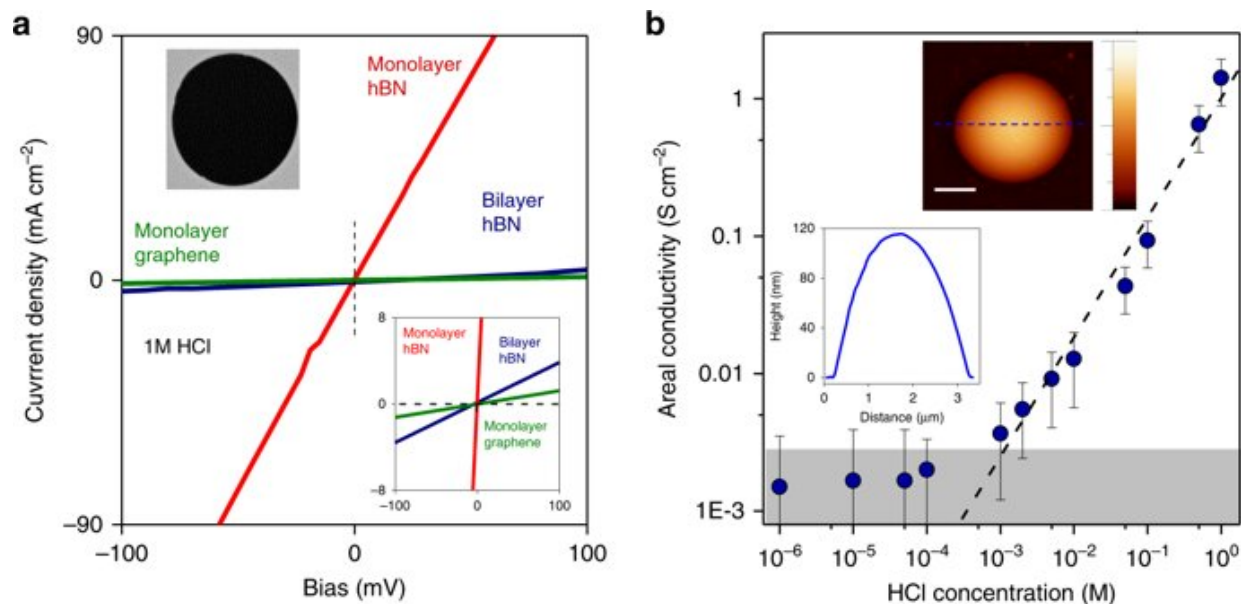 a
90
0
−90
Cuvrrent density (mA cm−2)
Monolayer
hBN
Bilayer
hBN
Monolayer
graphene
1M HCl
8
0
−8
Monolayer
hBN
Bilayer
hBN
Monolayer
graphene
−100
0
100
−100
0
100
Bias (mV)
b
1
0.1
0.01
1E-3
Areal conductivity (S cm−2)
120
80
40
0
Height (nm)
0
1
2
3
Distance (μm)
10−6
10−5
10−4
10−3
10−2
10−1
100
HCl concentration (M)